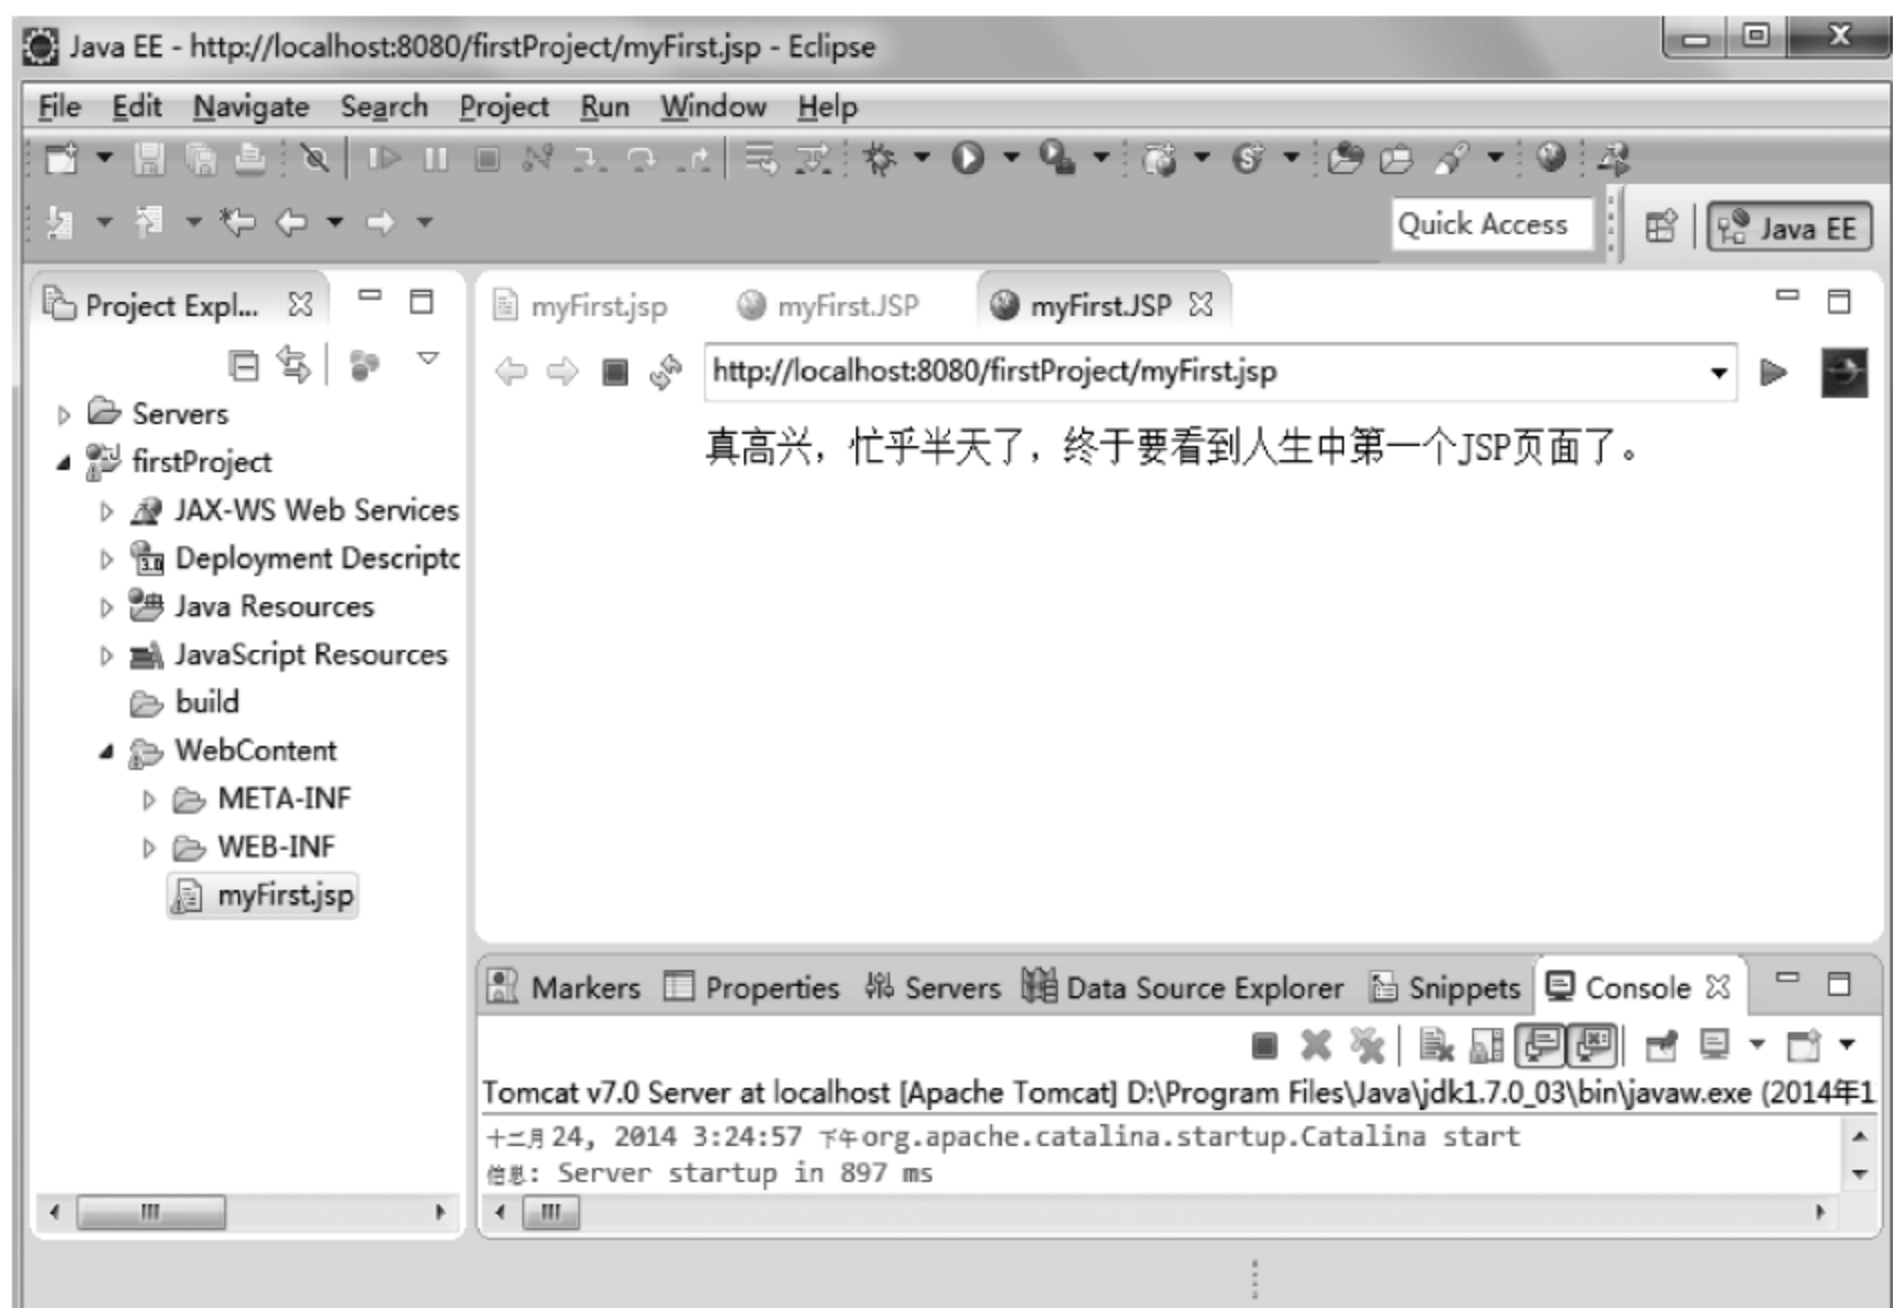 Java EE - http://localhost:8080/firstProject/myFirst.jsp - Eclipse
File Edit Navigate Search Project Run Window Help
Quick Access
Java EE
Project Expl...
Servers
firstProject
JAX-WS Web Services
3.0 Deployment Descriptc
Java Resources
JavaScript Resources
build
WebContent
META-INF
WEB-INF
myFirst.jsp
myFirst.jsp myFirst.JSP myFirst.JSP
http://localhost:8080/firstProject/myFirst.jsp
真高兴，忙乎半天了，终于要看到人生中第一个JSP页面了。
Markers Properties Servers Data Source Explorer Snippets Console
Tomcat v7.0 Server at localhost [Apache Tomcat] D:\Program Files\Java\jdk1.7.0_03\bin\javaw.exe (2014年1
十二月 24, 2014 3:24:57 下午 org.apache.catalina.startup.Catalina start
信息: Server startup in 897 ms